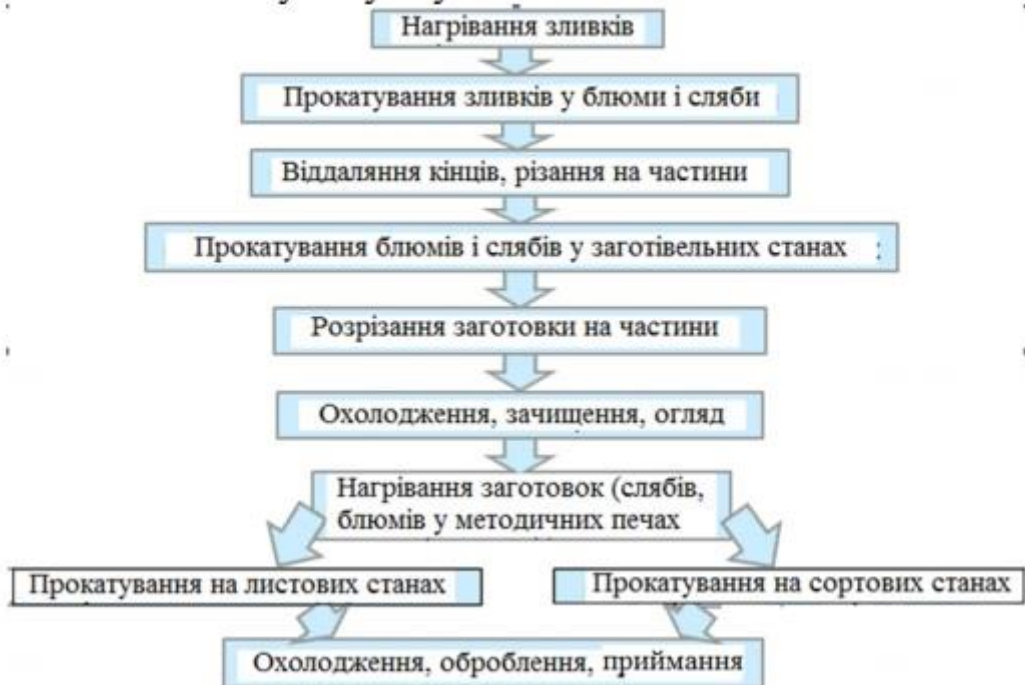 Нагрівання зливків
Прокатування зливків у блюми і сляби
Віддаляння кінців, різання на частини
Прокатування блюмів і слябів у заготівельних станах :
Розрізання заготовки на частини
Охолодження, зачищення, огляд
Нагрівання заготовок (слябів,
блюмів у методичних печах
Прокатування на листових станах
Прокатування на сортових станах
Охолодження, оброблення, приймання